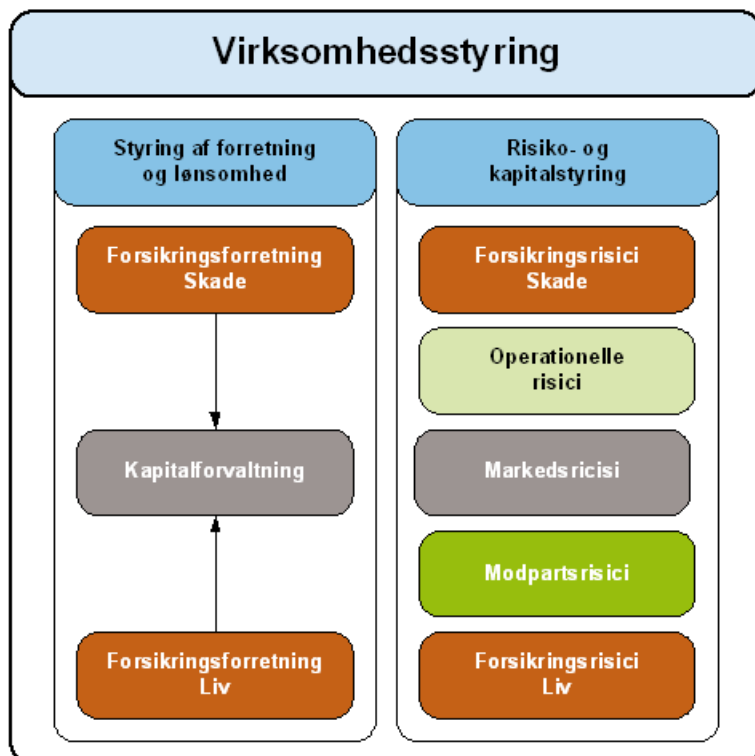 Virksomhedsstyring
Styring af forretning
og lønsomhed
Forsikringsforretning
Skade
Kapitalforvaltning
Forsikringsforretning
Liv
Risiko- og
kapitalstyring
Forsikringsrisici
Skade
Operationelle
risici
Markedsricisi
Modpartsrisici
Forsikringsrisici
Liv